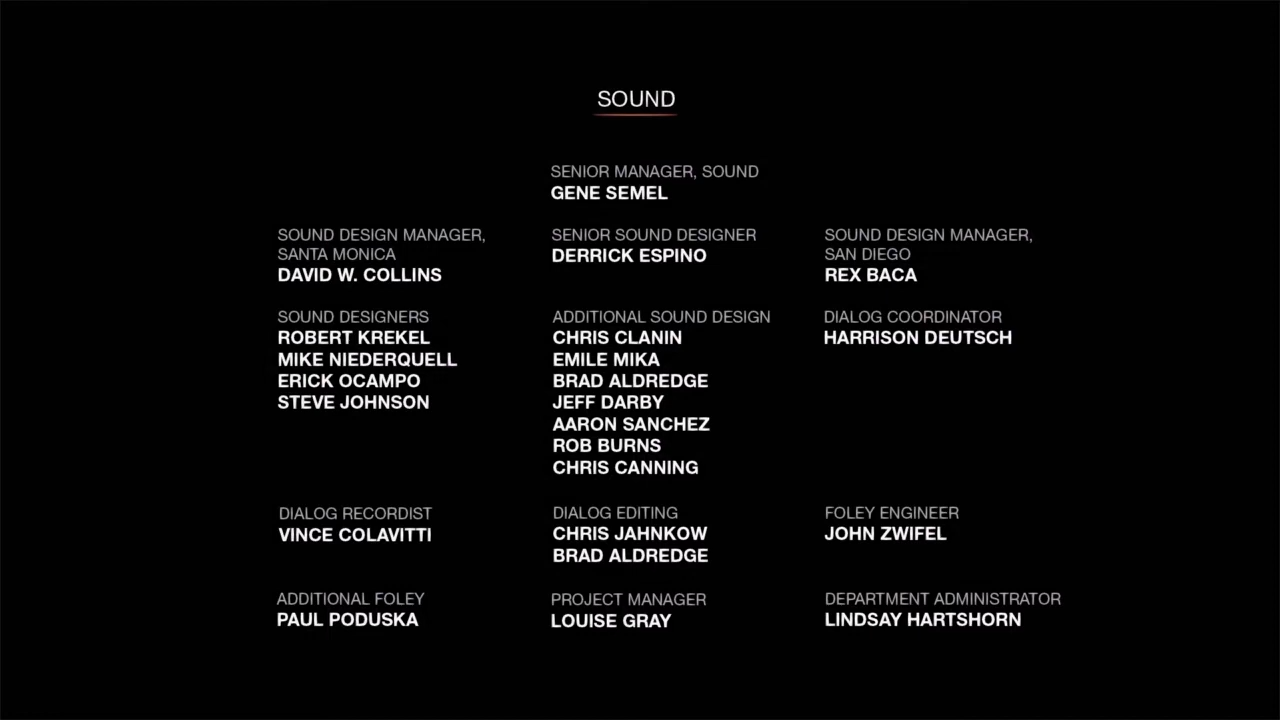 SOUND
SENIOR MANAGER, SOUND
GENE SEMEL
SOUND DESIGN MANAGER,
SANTA MONICA
DAVID W. COLLINS
SENIOR SOUND DESIGNER
DERRICK ESPINO
SOUND DESIGN MANAGER,
SAN DIEGO
REX BACA
SOUND DESIGNERS
ROBERT KREKEL
MIKE NIEDERQUELL
ERICK OCAMPO
STEVE JOHNSON
ADDITIONAL SOUND DESIGN
CHRIS CLANIN
EMILE MIKA
BRAD ALDREDGE
JEFF DARBY
AARON SANCHEZ
ROB BURNS
CHRIS CANNING
DIALOG COORDINATOR
HARRISON DEUTSCH
DIALOG RECORDIST
VINCE COLAVITTI
DIALOG EDITING
CHRIS JAHNKOW
BRAD ALDREDGE
FOLEY ENGINEER
JOHN ZWIFEL
ADDITIONAL FOLEY
PAUL PODUSKA
PROJECT MANAGER
LOUISE GRAY
DEPARTMENT ADMINISTRATOR
LINDSAY HARTSHORN